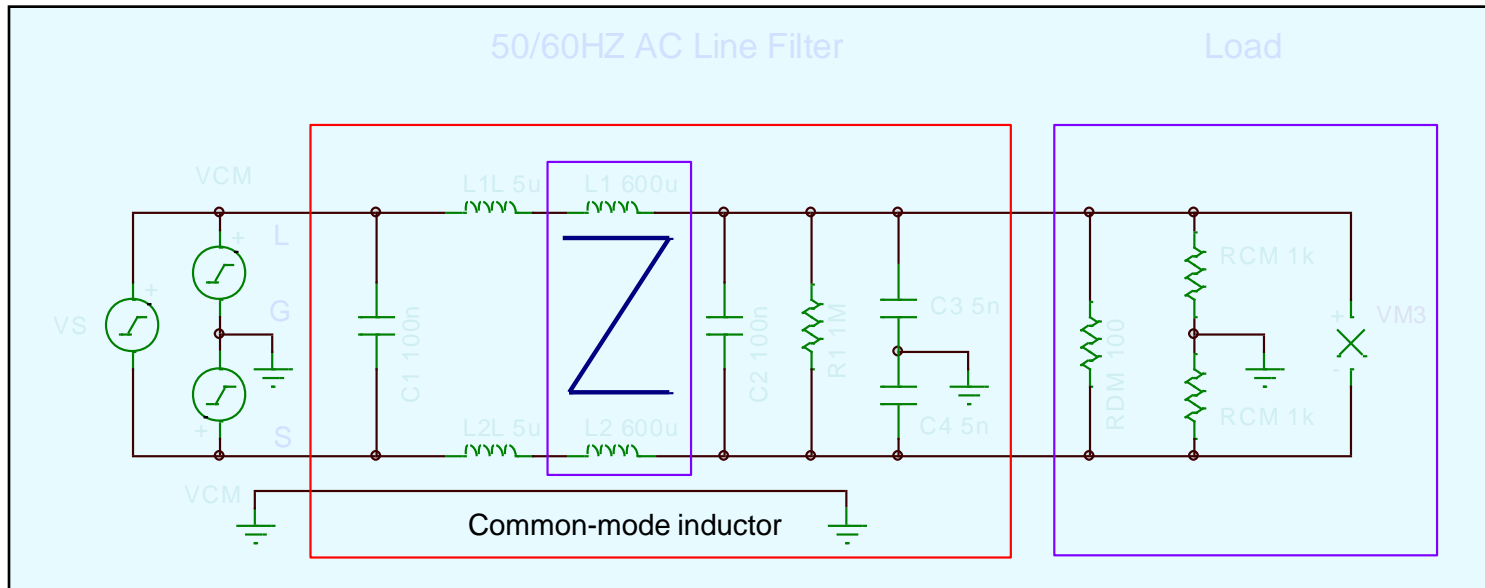 50/60HZ AC Line Filter
Load
VCM
L1L 5u
L1 600u
L
+
RCM 1k
+
G
VS
C1 100n
C2 100n
R1 1M
C3 5n
RDM 100
+
VM3
-
C4 5n
RCM 1k
S
+
L2L 5u
L2 600u
VCM
Common-mode inductor